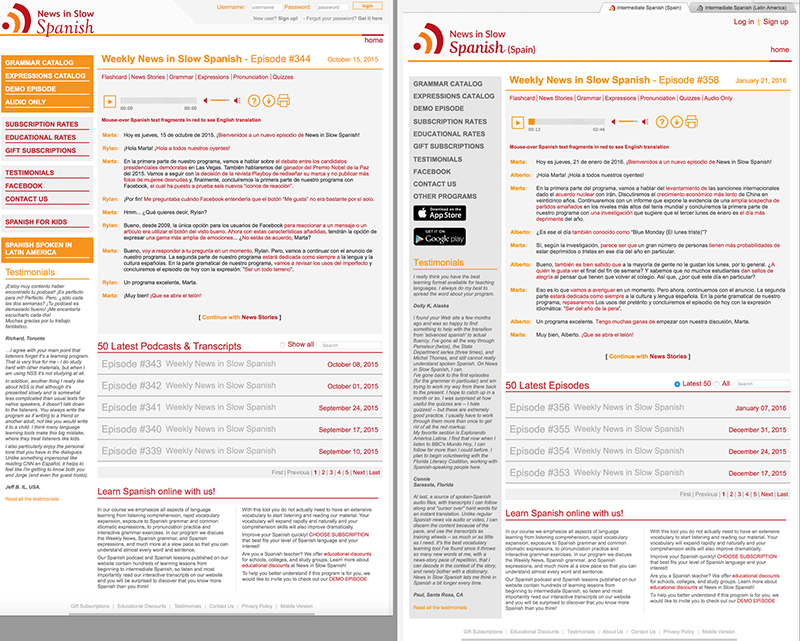 News in Slow
Spanish
Username: username Password: password login
New user? Sign up! - Forgot your password? Get it here
home
GRAMMAR CATALOG
EXPRESSIONS CATALOG
DEMO EPISODE
AUDIO ONLY
SUBSCRIPTION RATES
EDUCATIONAL RATES
GIFT SUBSCRIPTIONS
TESTIMONIALS
FACEBOOK
CONTACT US
SPANISH FOR KIDS
SPANISH SPOKEN IN
LATIN AMERICA
Testimonials
¡Estoy muy contento haber
encontrado tu podcast! ¡Es perfecto
para mi! Perfecto. Pero, ¿sólo cada
las dos semanas? ¡Tu podcast es
demasiado bueno! ¡Me encantaría
escucharlo cada día!
Muchas gracias por tu trabajo
fantástico.
Richard, Toronto
...I agree with your main point that
listeners forget it's a learning program.
That is very true for me - I do study
hard with other materials, but when I
am using NSS it's not studying at all.
In addition, another thing I really like
about NSS is that although it's
presented slowly and is somewhat
less complicated than usual texts for
native speakers, it doesn't talk down
to the listeners. You always write the
program as if writing to a friend or
another adult, not like you would write
it to a child. I think many language
learning tools make this big mistake,
where they treat listeners like kids.
I also particularly enjoy the personal
tone that you have in the dialogues.
Unlike something impersonal like
reading CNN en Español, it helps to
feel like I'm getting to know both you
and Jorge (and even the guest hosts).
Jeff B. IL, USA.
Read all the testimonials
Weekly News in Slow Spanish - Episode #344 October 15, 2015
Flashcard | News Stories | Grammar | Expressions | Pronunciation | Quizzes
00:00 00:00
Mouse-over Spanish text fragments in red to see English translation
Marta: Hoy es jueves, 15 de octubre de 2015. ¡Bienvenidos a un nuevo episodio de News in Slow Spanish!
Rylan: ¡Hola Marta! ¡Hola a todos nuestros oyentes!
Marta: En la primera parte de nuestro programa, vamos a hablar sobre el debate entre los candidatos
presidenciales demócratas en Las Vegas. También hablaremos del ganador del Premio Nobel de la Paz
del 2015. Vamos a seguir con la decisión de la revista Playboy de rediseñar su marca y no publicar más
fotos de mujeres desnudas y, finalmente, concluiremos la primera parte de nuestro programa con
Facebook, el cual ha puesto a prueba seis nuevos "iconos de reacción".
Rylan: ¡Por fin! Me preguntaba cuándo Facebook entendería que el botón "Me gusta" no era bastante por sí solo.
Marta: Hmm... ¿Qué quieres decir, Rylan?
Rylan: Bueno, desde 2009, la única opción para los usuarios de Facebook para reaccionar a un mensaje o un
artículo era utilizar el botón del visto bueno. Ahora con estas características añadidas, tendrán la opción de
expresar una gama más amplia de emociones... ¿No estás de acuerdo, Marta?
Marta: Bueno, voy a responder a tu pregunta en un momento, Rylan. Pero, vamos a continuar con el anuncio de
nuestro programa. La segunda parte de nuestro programa estará dedicada como siempre a la lengua y la
cultura españolas. En la parte gramatical de nuestro programa, vamos a revisar los usos del imperfecto y
concluiremos el episodio de hoy con la expresión: "Ser un todo terreno".
Rylan: Un programa excelente, Marta.
Marta: ¡Muy bien! ¡Que se abra el telón!
[ Continue with News Stories ]
50 Latest Podcasts & Transcripts Show all Search
Episode #343 Weekly News in Slow Spanish October 08, 2015
Episode #342 Weekly News in Slow Spanish October 01, 2015
Episode #341 Weekly News in Slow Spanish September 24, 2015
Episode #340 Weekly News in Slow Spanish September 17, 2015
Episode #339 Weekly News in Slow Spanish September 10, 2015
First | Previous | 1 | 2 | 3 | 4 | 5 | Next | Last
Learn Spanish online with us!
In our course we emphasize all aspects of language
learning from listening comprehension, rapid vocabulary
expansion, exposure to Spanish grammar and common
idiomatic expressions, to pronunciation practice and
interactive grammar exercises. In our program we discuss
the Weekly News, Spanish grammar, and Spanish
expressions, and much more at a slow pace so that you can
understand almost every word and sentence.
Our Spanish podcast and Spanish lessons published on our
website contain hundreds of learning lessons from
beginning to intermediate Spanish, so listen and most
importantly read our interactive transcripts on our website
and you will be surprised to discover that you know more
Spanish than you think!
With this tool you do not actually need to have an extensive
vocabulary to start listening and reading our material. Your
vocabulary will expand rapidly and naturally and your
comprehension skills will also improve dramatically.
Improve your Spanish quickly! CHOOSE SUBSCRIPTION
that best fits your level of Spanish language and your
interest!
Are you a Spanish teacher? We offer educational discounts
for schools, colleges, and study groups. Learn more about
educational discounts at News in Slow Spanish.
To help you better understand if this program is for you, we
would like to invite you to check out our DEMO EPISODE
Gift Subscriptions | Educational Discounts | Testimonials | Contact Us | Privacy Policy | Mobile Version
Intermediate Spanish (Spain) Intermediate Spanish (Latin America)
News in Slow
Spanish (Spain)
Log in | Sign up
home
GRAMMAR CATALOG
EXPRESSIONS CATALOG
DEMO EPISODE
SUBSCRIPTION RATES
EDUCATIONAL RATES
GIFT SUBSCRIPTIONS
TESTIMONIALS
FACEBOOK
CONTACT US
OTHER PROGRAMS
Available on the
App Store
GET IT ON
Google play
Testimonials
I really think you have the best
learning format available for
teaching languages. I always do my best to
spread the word about your program.
Dolly K, Alaska
I found your Web site a few months
ago and was so happy to find
something to help with the transition
from 'advanced spanish' to actual
fluency. I've gone all the way through
Pimsleur (twice), the State
Department series (three times), and
Michel Thomas, and still cannot really
understand spoken Spanish. On News
in Slow Spanish, I can
I've gone back to the first episodes
(for the grammar in particular) and am
trying to work my way from there back
to the present. I hope to catch up in a
month or so. I was surprised at how
useful the quizzes are -- I hate
quizzes! -- but these are extremely
good practice. I usually have to work
through them more than once to get
rid of all the red markup.
My favorite section is Explorando
America Latina. I find that now when I
listen to BBC's Mundo Hoy, I can
follow far more than I could before. I
plan to begin volunteering with the
Florida Literacy Coalition, working with
Spanish-speaking people here.
Connie
Sarasota, Florida
At last, a source of spoken-Spanish
audio files, with transcripts I can follow
along and "cursor over" hard words for
an instant translation. Unlike regular
Spanish news vis audio or video, I can
discern the content because of the
pace, and use the transcripts as
training wheels -- as much or as little
as I need. It's the best vocabulary
tool I've found since it throws
so many new words at me, with a
news-story pace of repetition, that I
can decode in the context of the story,
and rarely bother with a dictionary.
News in Slow Spanish lets me think in
Spanish a bit longer every time.
Paul, Santa Rosa, CA
Read all the testimonials
Weekly News in Slow Spanish - Episode #358 January 21, 2016
Flashcards | News Stories | Grammar | Expressions | Pronunciation | Quizzes | Audio Only
00:13 02:46
Mouse-over Spanish text fragments in red to see English translation
Marta: Hoy es jueves, 21 de enero de 2016. ¡Bienvenidos a un nuevo episodio de News in Slow Spanish!
Alberto: ¡Hola Marta! ¡Hola a todos nuestros oyentes!
Marta: En la primera parte del programa, vamos a hablar del levantamiento de las sanciones internacionales
dado el acuerdo nuclear con Irán. Discutiremos el crecimiento económico más lento de China en
veinticinco años. Continuaremos con un informe que expone la evidencia de una amplia sospecha de
partidos amañados en los niveles más altos del tenis mundial y concluiremos la primera parte de nuestro
programa con una investigación que sugiere que el tercer lunes de enero es el día más
deprimente del año.
Alberto: ¿Es ese el día también conocido como "Blue Monday (El lunes triste)"?
Marta: Sí, según la investigación, parece ser que un gran número de personas tienen más probabilidades de
estar deprimido o tristes en ese día del año en particular.
Alberto: Bueno, también es bien sabido que a la mayoría de gente no le gustan los lunes, por lo general. ¿A
quién le gusta ver el final del fin de semana? Y sabemos que no muchos estudiantes dan saltos de
alegría al pensar que tienen que volver al colegio. Así que, ¿por qué este día en particular?
Marta: Eso es lo que vamos a averiguar en un momento. Pero ahora, continuemos con el anuncio. La segunda
parte estará dedicada como siempre a la cultura y lengua española. En la parte gramatical de nuestro
programa, repasaremos Los usos del pretérito y concluiremos el episodio de hoy con la expresión
idiomática: "Ser del año de la pera".
Alberto: Un programa excelente. Tengo muchas ganas de empezar con nuestra discusión, Marta.
Marta: Muy bien, Alberto. ¡Que se abra el telón!
[ Continue with News Stories ]
50 Latest Episodes Latest 50 All Search
Episode #356 Weekly News in Slow Spanish January 07, 2016
Episode #355 Weekly News in Slow Spanish December 31, 2015
Episode #354 Weekly News in Slow Spanish December 24, 2015
Episode #353 Weekly News in Slow Spanish December 17, 2015
First | Previous | 1 | 2 | 3 | 4 | 5 | Next | Last
Learn Spanish online with us!
In our course we emphasize all aspects of language
learning from listening comprehension, rapid vocabulary
expansion, exposure to Spanish grammar and common
idiomatic expressions, to pronunciation practice and
interactive grammar exercises. In our program we discuss
the Weekly News, Spanish grammar, and Spanish
expressions, and much more at a slow pace so that you can
understand almost every word and sentence.
Our Spanish podcast and Spanish lessons published on our
website contain hundreds of learning lessons from
beginning to intermediate Spanish, so listen and most
importantly read our interactive transcripts on our website
and you will be surprised to discover that you know more
Spanish than you think!
With this tool you do not actually need to have an extensive
vocabulary to start listening and reading our material. Your
vocabulary will expand rapidly and naturally and your
comprehension skills will also improve dramatically.
Improve your Spanish quickly! CHOOSE SUBSCRIPTION
that best fits your level of Spanish language and your
interest!
Are you a Spanish teacher? We offer educational discounts
for schools, colleges, and study groups. Learn more about
educational discounts at News in Slow Spanish.
To help you better understand if this program is for you, we
would like to invite you to check out our DEMO EPISODE
Gift Subscriptions | Educational Discounts | Testimonials | About Us | Contact Us | Privacy Policy | Mobile Version